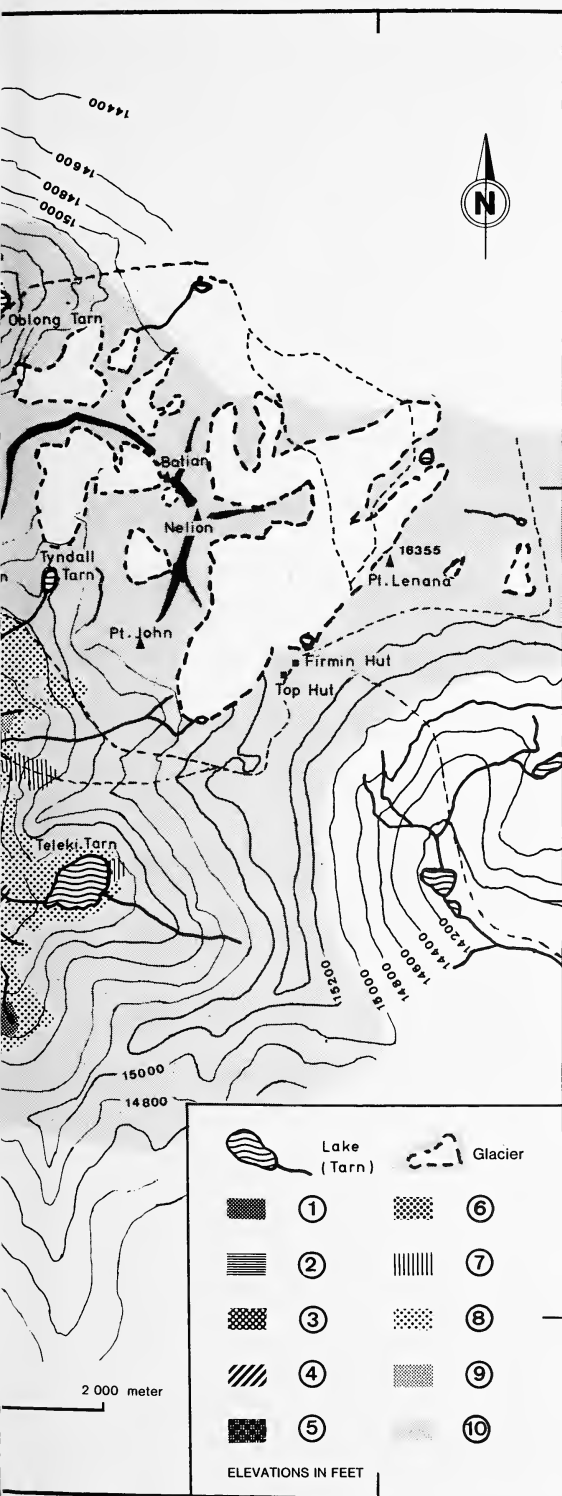 14400
14600
14800
15000
N
Oblong Tarn
Batian
Nelion
Tyndall
Tarn
n
16355
Pt. Lenana
Pt. John
Firmin Hut
Top Hut
Teleki Tarn
15200
15000
14800
14600
14400
14200
15000
14800
Lake
(Tarn)
Glacier
1
6
2
7
3
8
4
9
5
10
2 000 meter
ELEVATIONS IN FEET